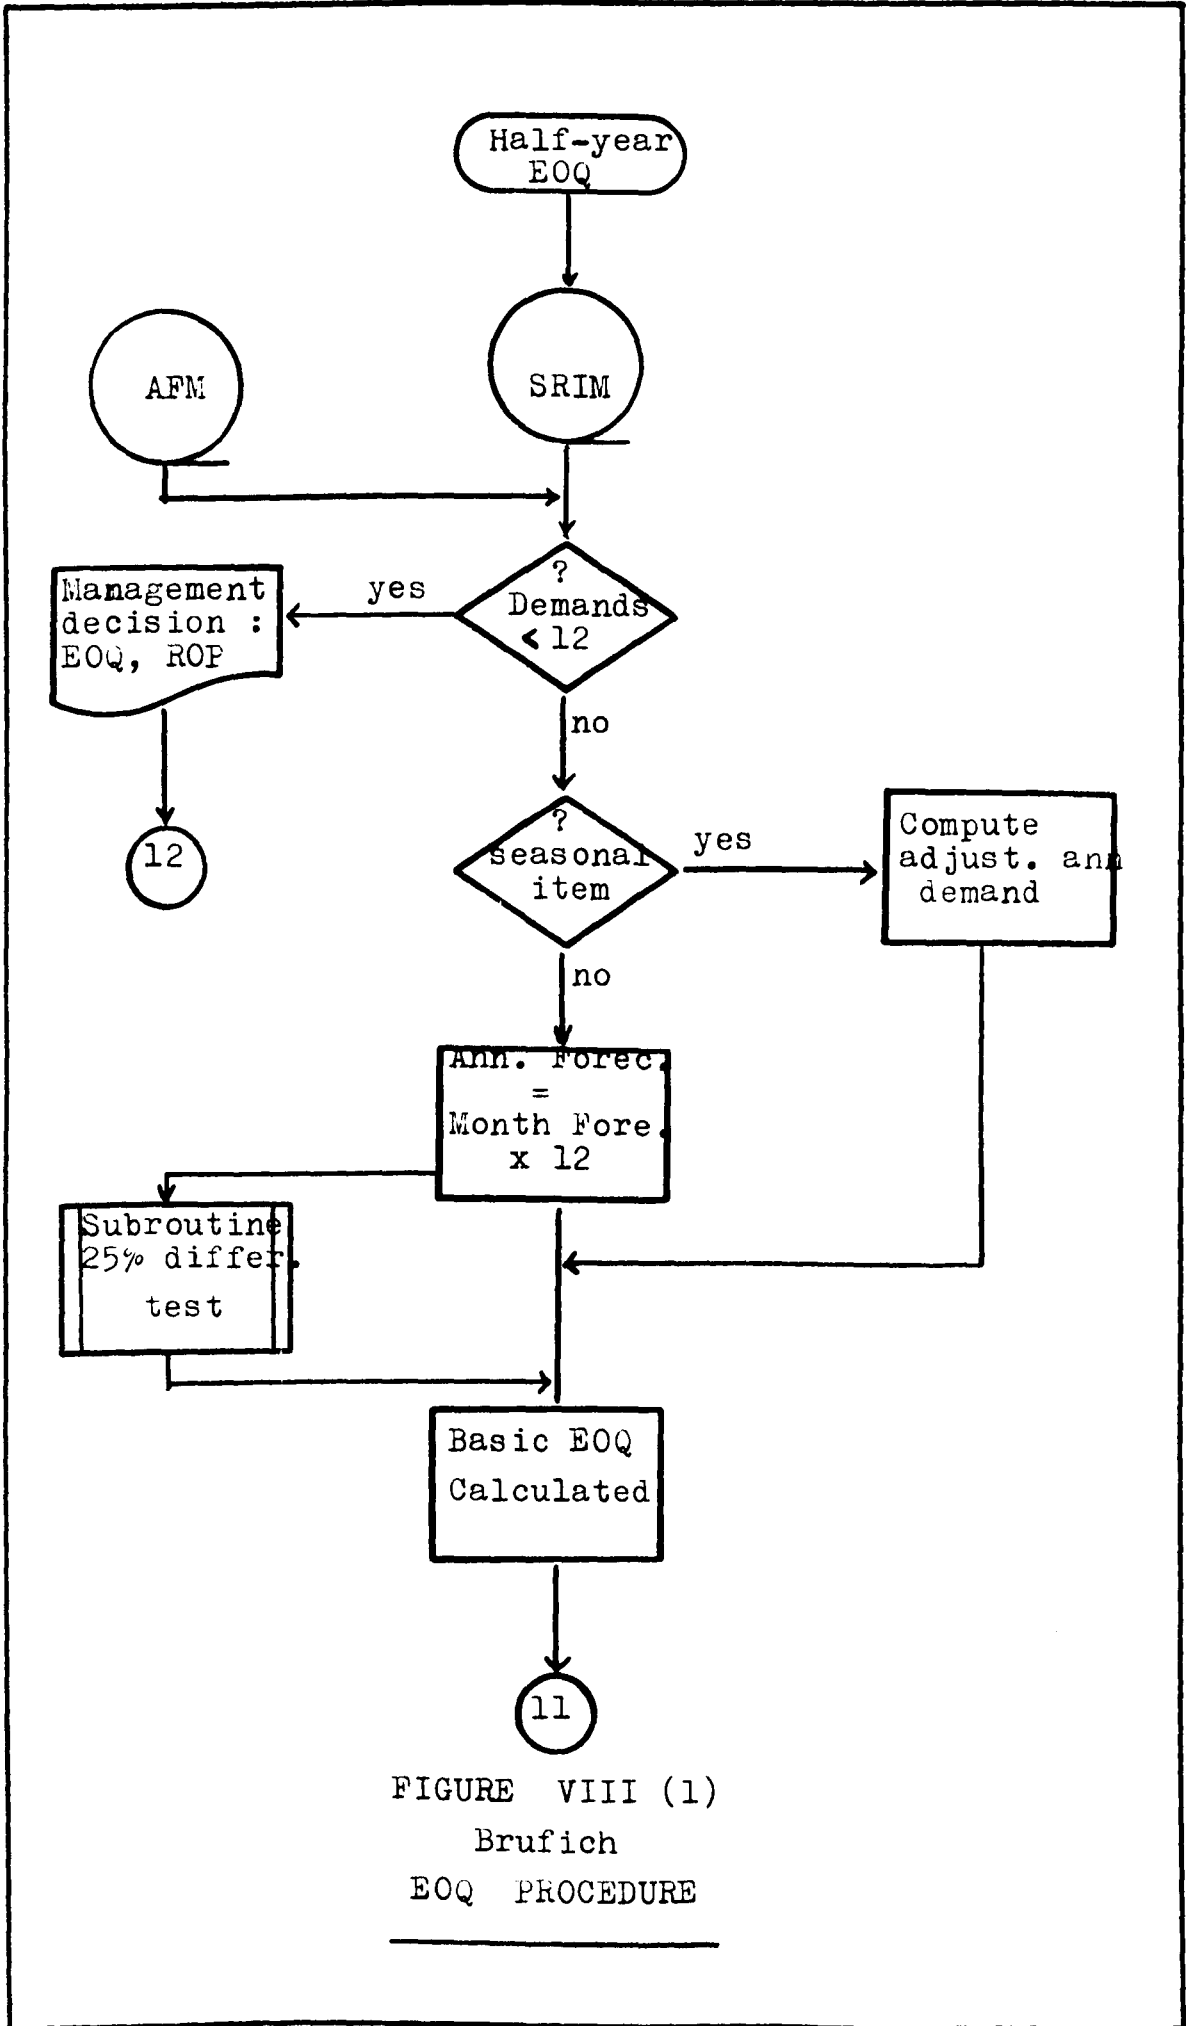 Half-year
EOQ
AFM
SRIM
?
Demands
< 12
yes
Management
decision :
EOQ, ROP
no
12
?
seasonal
item
yes
Compute
adjust. ann
demand
no
Ann. Forec.
=
Month Fore.
x 12
Subroutine
25% differ.
test
Basic EOQ
Calculated
11
FIGURE VIII (1)
Brufich
EOQ PROCEDURE